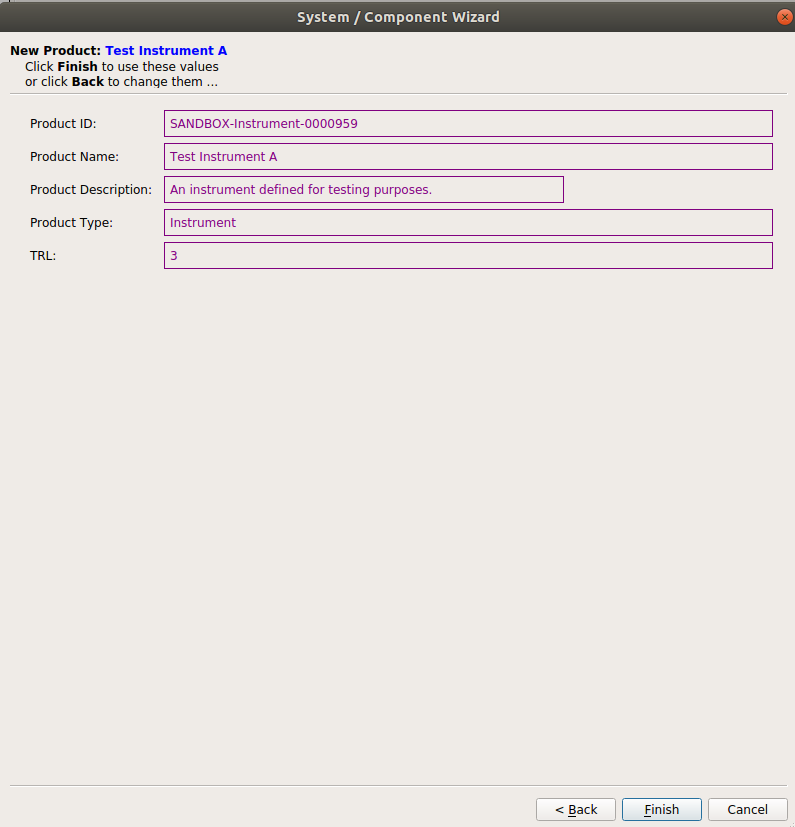 System / Component Wizard
New Product: Test Instrument A
Click Finish to use these values
or click Back to change them ...
Product ID: SANDBOX-Instrument-0000959
Product Name: Test Instrument A
Product Description: An instrument defined for testing purposes.
Product Type: Instrument
TRL: 3
< Back Finish Cancel